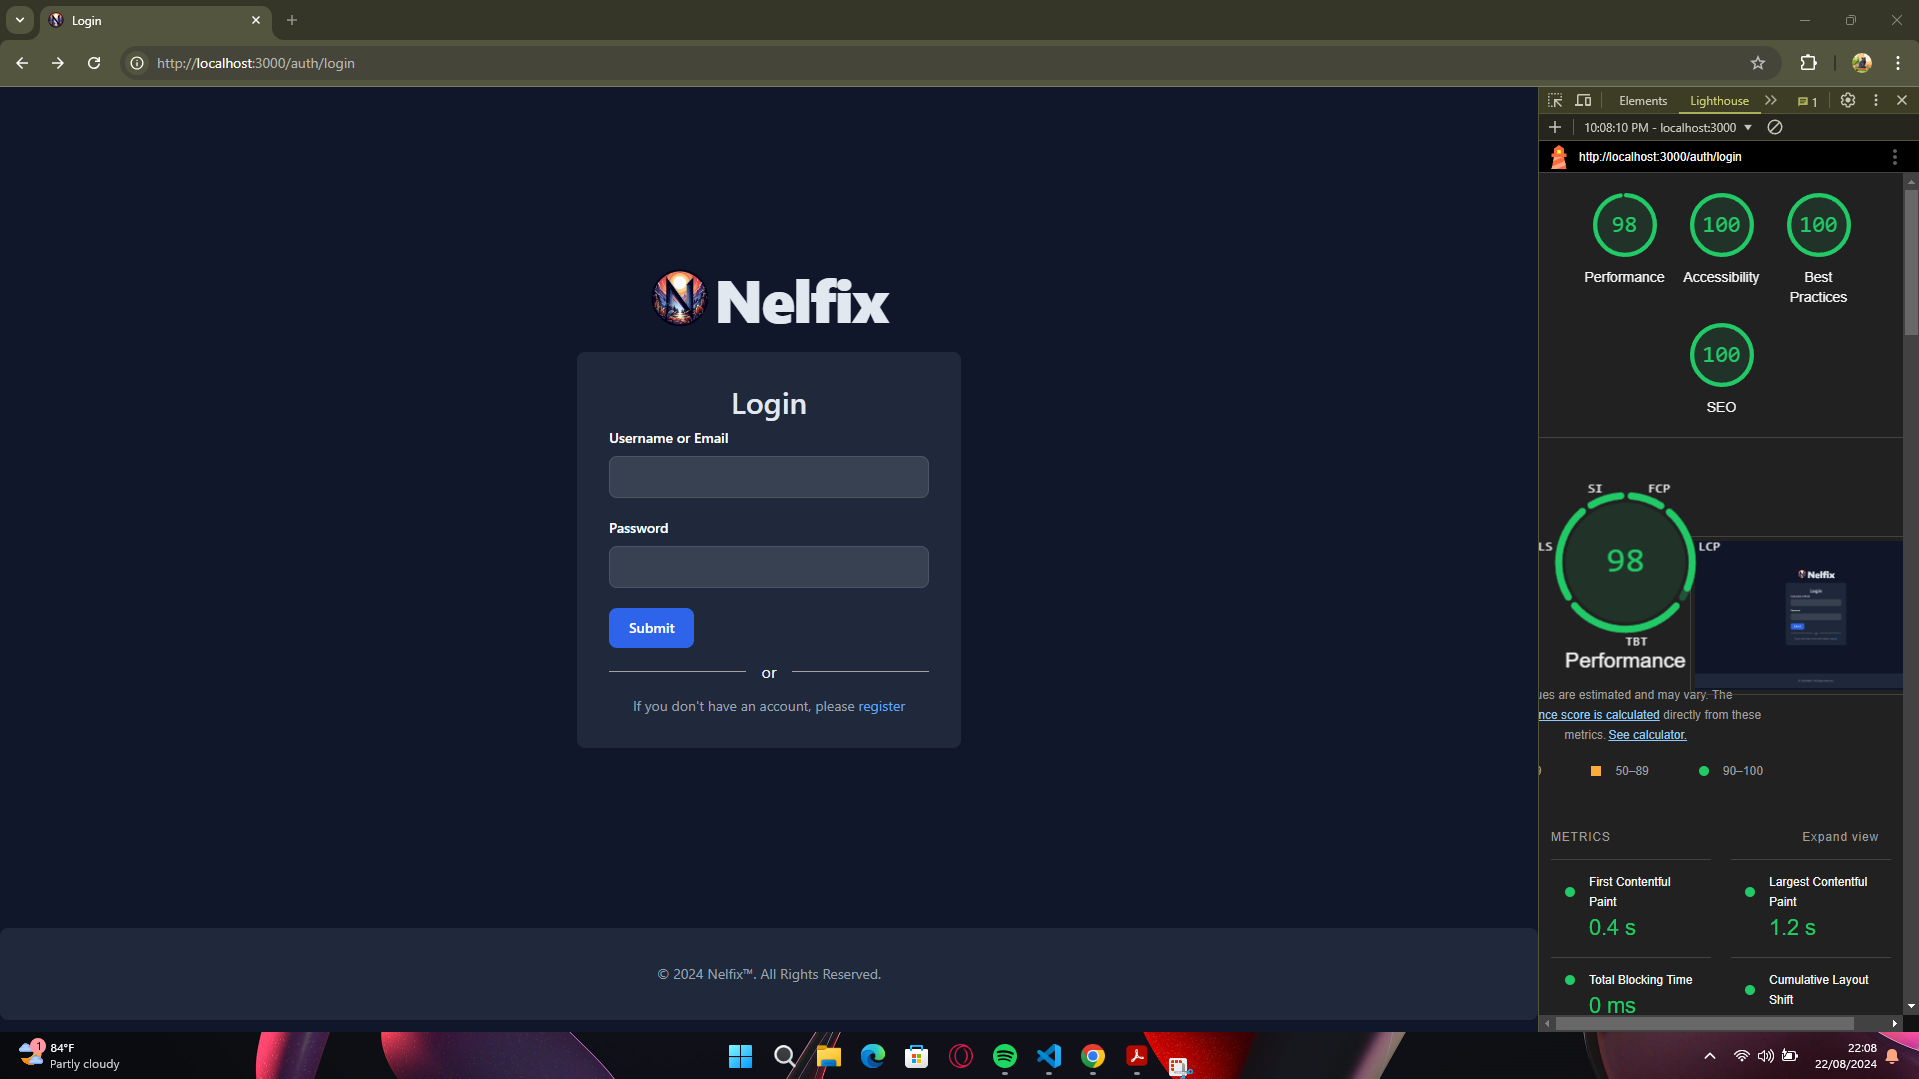 Login
http://localhost:3000/auth/login
Elements
Lighthouse
1
10:08:10 PM - localhost:3000
http://localhost:3000/auth/login
98
100
100
Performance
Accessibility
Best
Practices
100
SEO
Nelfix
Login
Username or Email
Password
Submit
or
If you don't have an account, please register
© 2024 Nelfix™. All Rights Reserved.
SI
FCP
LS
98
LCP
TBT
Performance
Nelfix
Login
ues are estimated and may vary. The
nce score is calculated directly from these
metrics. See calculator.
50–89
90–100
METRICS
Expand view
First Contentful
Paint
0.4 s
Largest Contentful
Paint
1.2 s
Total Blocking Time
0 ms
Cumulative Layout
Shift
1
84°F
Partly cloudy
22:08
22/08/2024